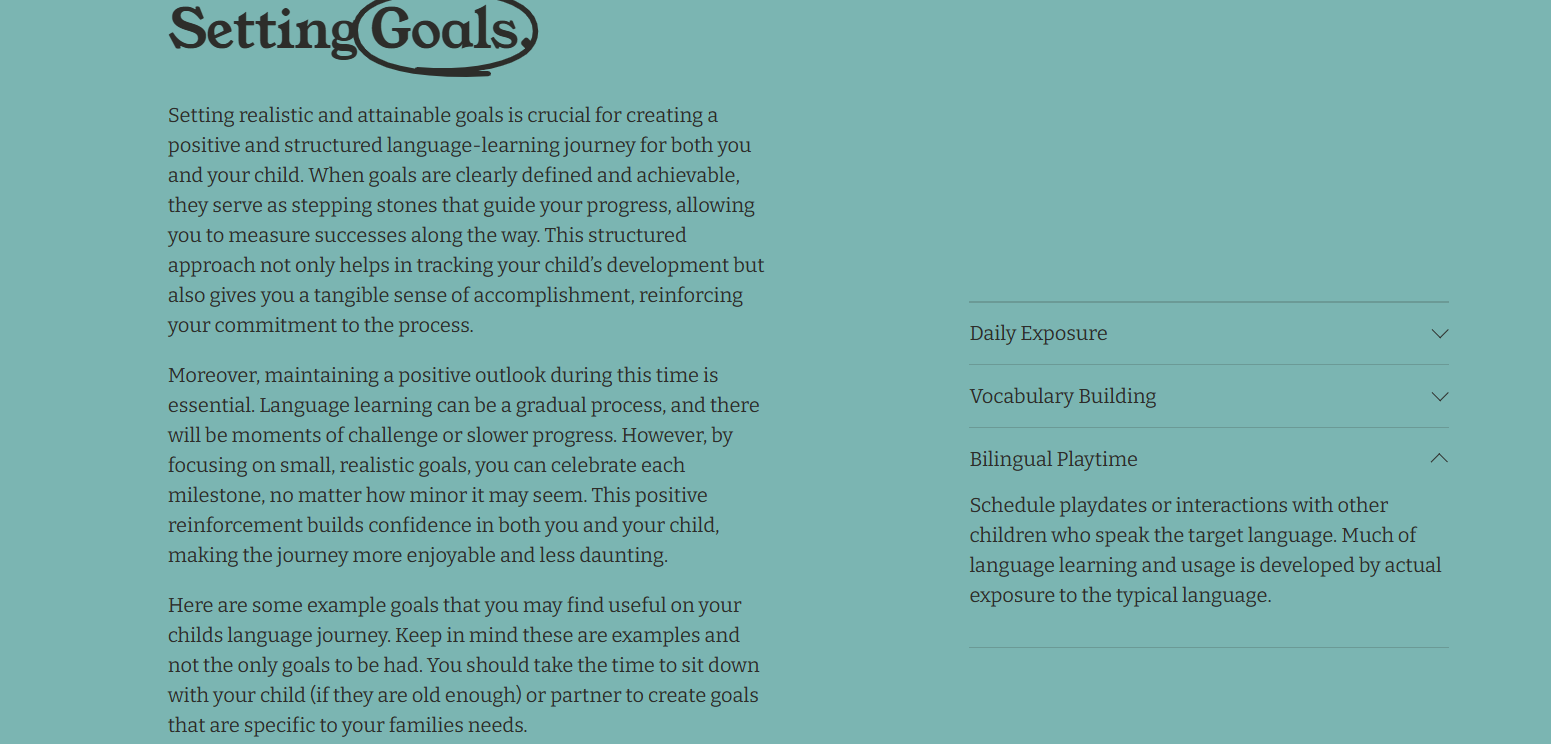 Setting Goals.
Setting realistic and attainable goals is crucial for creating a
positive and structured language-learning journey for both you
and your child. When goals are clearly defined and achievable,
they serve as stepping stones that guide your progress, allowing
you to measure successes along the way. This structured
approach not only helps in tracking your child’s development but
also gives you a tangible sense of accomplishment, reinforcing
your commitment to the process.
Moreover, maintaining a positive outlook during this time is
essential. Language learning can be a gradual process, and there
will be moments of challenge or slower progress. However, by
focusing on small, realistic goals, you can celebrate each
milestone, no matter how minor it may seem. This positive
reinforcement builds confidence in both you and your child,
making the journey more enjoyable and less daunting.
Here are some example goals that you may find useful on your
childs language journey. Keep in mind these are examples and
not the only goals to be had. You should take the time to sit down
with your child (if they are old enough) or partner to create goals
that are specific to your families needs.
Daily Exposure
Vocabulary Building
Bilingual Playtime
Schedule playdates or interactions with other
children who speak the target language. Much of
language learning and usage is developed by actual
exposure to the typical language.